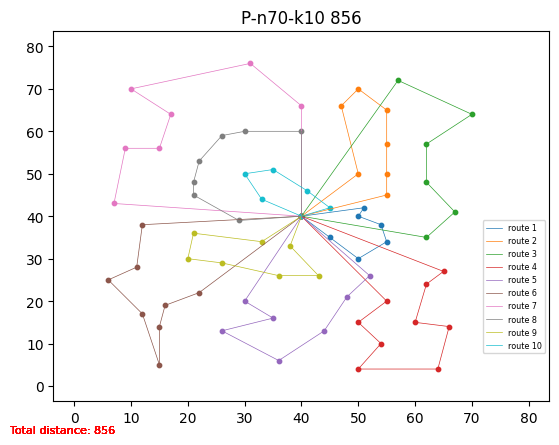 P-n70-k10 856
80
70
60
50
40
30
20
10
0
0 10 20 30 40 50 60 70 80
route 1
route 2
route 3
route 4
route 5
route 6
route 7
route 8
route 9
route 10
Total distance: 856